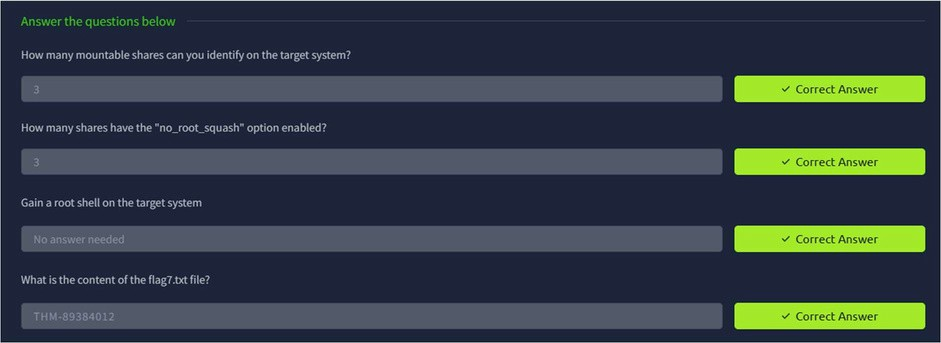 Answer the questions below
How many mountable shares can you identify on the target system?
3
✓ Correct Answer
How many shares have the "no_root_squash" option enabled?
3
✓ Correct Answer
Gain a root shell on the target system
No answer needed
✓ Correct Answer
What is the content of the flag7.txt file?
THM-89384012
✓ Correct Answer